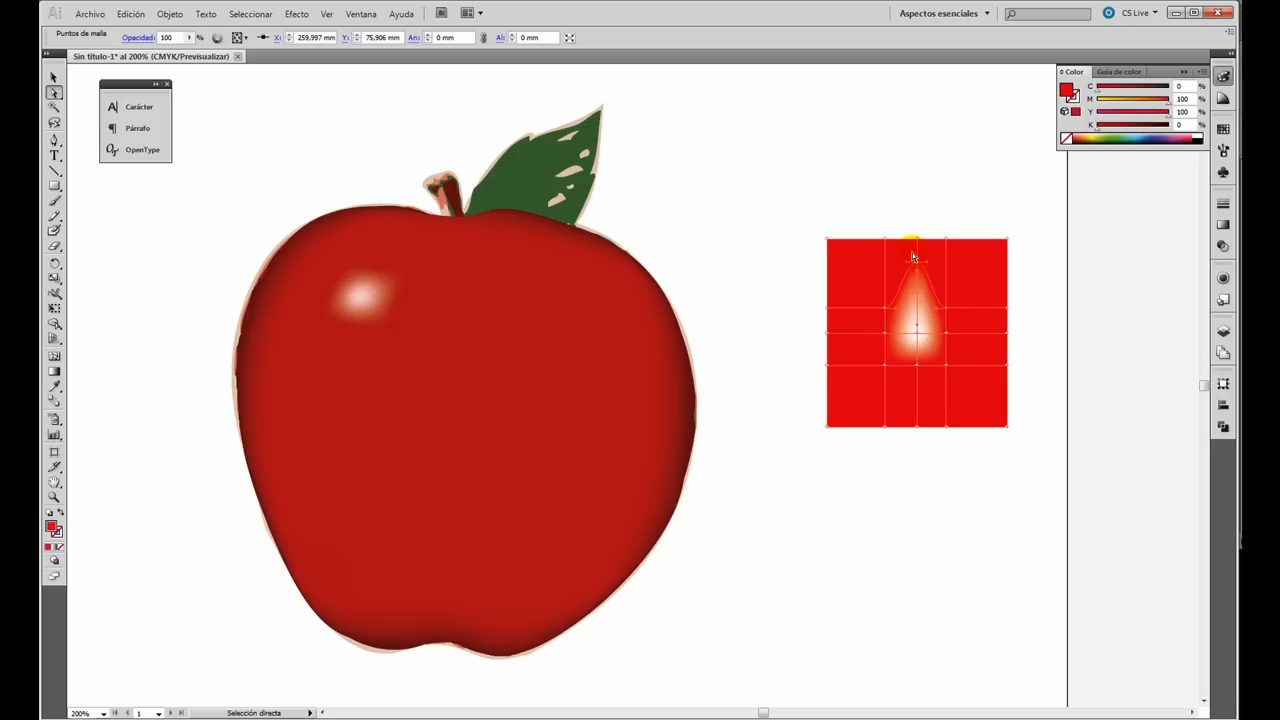 Ai Archivo Edición Objeto Texto Seleccionar Efecto Ver Ventana Ayuda Br Aspectos esenciales CS Live
Puntos de malla Opacidad: 100 % X: 259,997 mm Y: 75,906 mm An: 0 mm Al: 0 mm
Sin título-1* al 200% (CMYK/Previsualizar)
Color Guía de color
C 0 %
M 100 %
Y 100 %
K 0 %
A Carácter
¶ Párrafo
O OpenType
200% 1 Selección directa